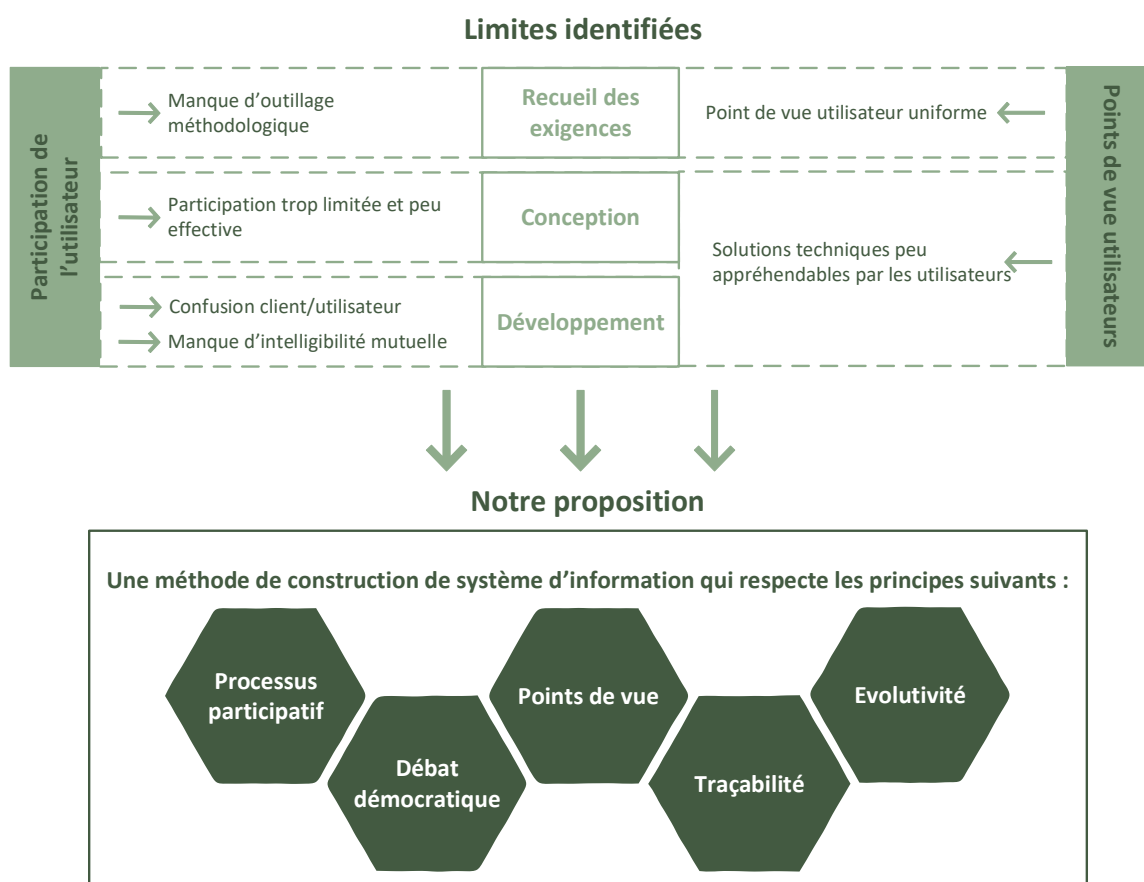 Limites identifiées
Participation de
l'utilisateur
Manque d'outillage
méthodologique
Recueil des
exigences
Point de vue utilisateur uniforme
Points de vue utilisateurs
Participation trop limitée et peu
effective
Conception
Solutions techniques peu
appréhendables par les utilisateurs
Confusion client/utilisateur
Manque d'intelligibilité mutuelle
Développement
Notre proposition
Une méthode de construction de système d'information qui respecte les principes suivants :
Processus
participatif
Débat
démocratique
Points de vue
Traçabilité
Evolutivité